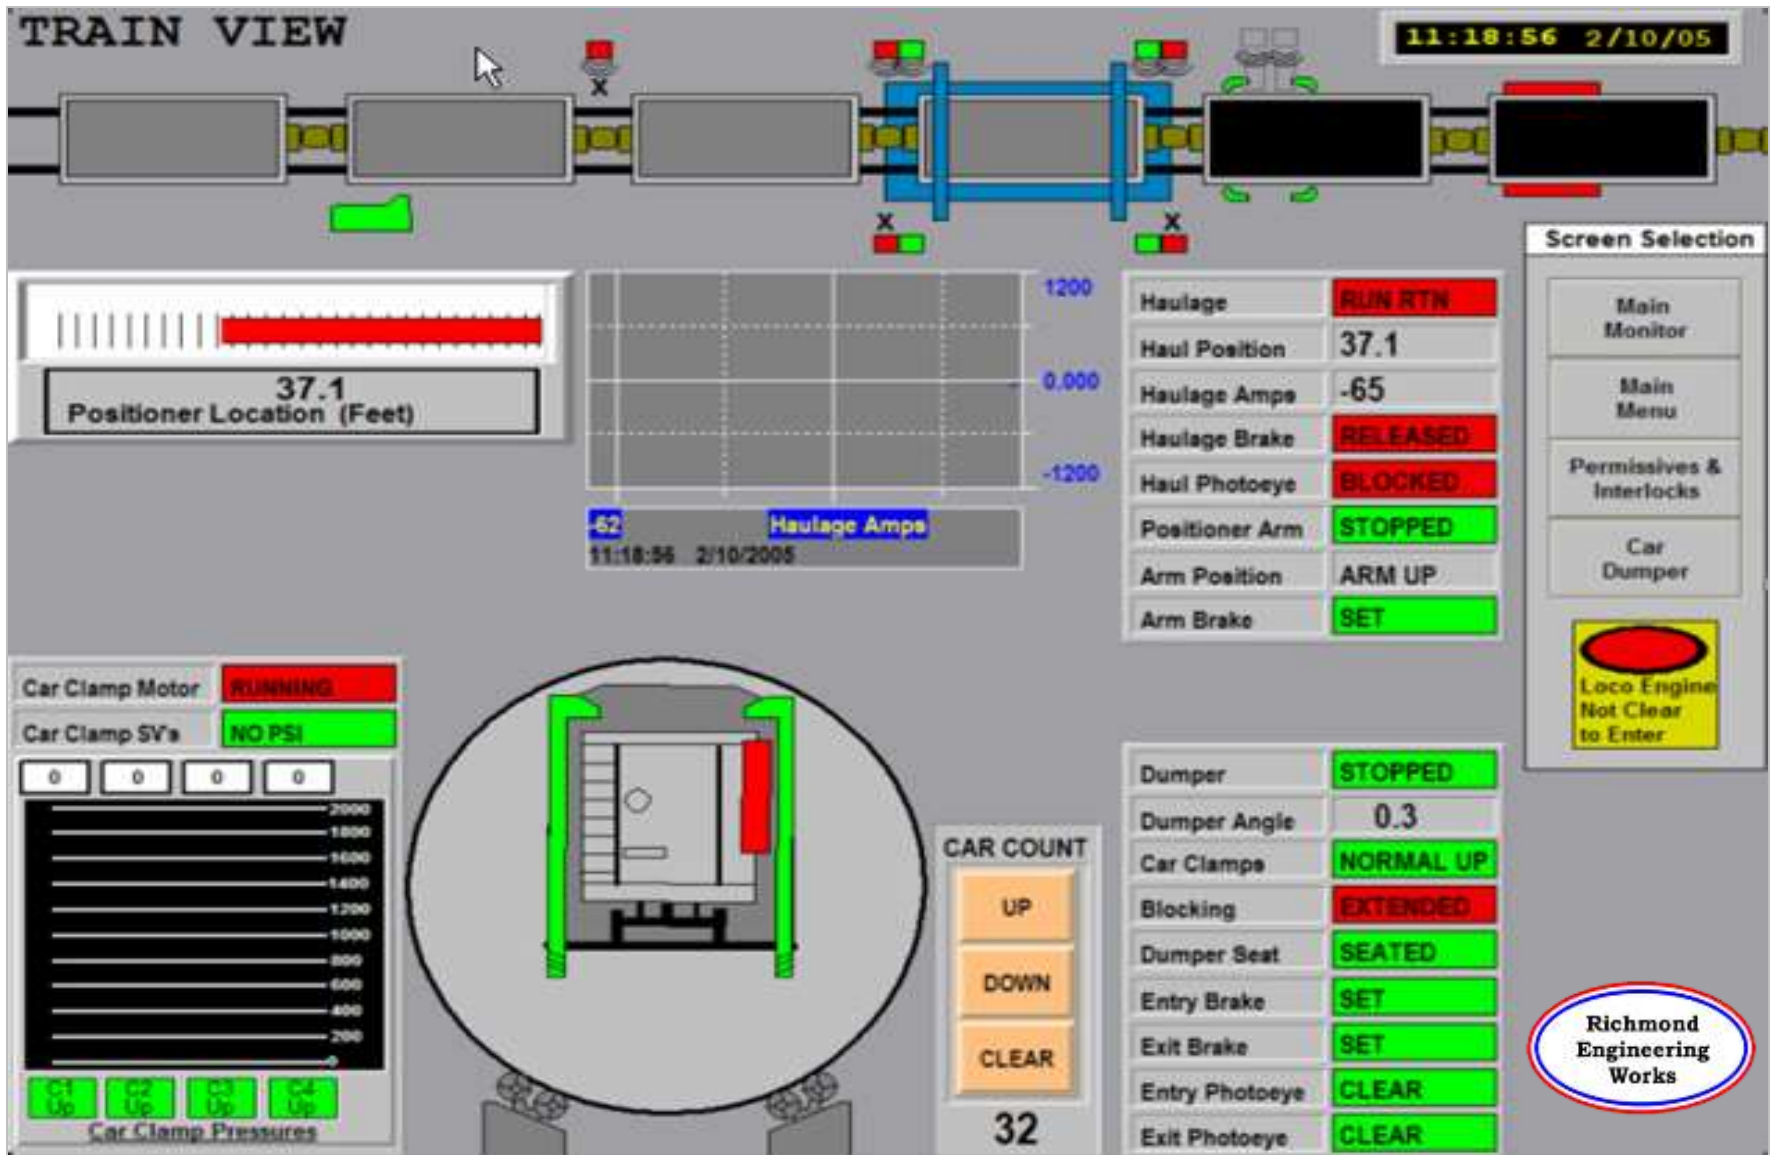 TRAIN VIEW
11:18:56 2/10/05
X
X
X
Screen Selection
Main
Monitor
Main
Menu
Permissives &
Interlocks
Car
Dumper
Loco Engine
Not Clear
to Enter
37.1
Positioner Location (Feet)
1200
0.000
-1200
-62 Haulage Amps
11:18:56 2/10/2005
Haulage RUN RTN
Haul Position 37.1
Haulage Amps -65
Haulage Brake RELEASED
Haul Photoeye BLOCKED
Positioner Arm STOPPED
Arm Position ARM UP
Arm Brake SET
Car Clamp Motor RUNNING
Car Clamp SV's NO PSI
0 0 0 0
2000
1800
1600
1400
1200
1000
800
600
400
200
0
C1 C2 C3 C4
Up Up Up Up
Car Clamp Pressures
CAR COUNT
UP
DOWN
CLEAR
32
Dumper STOPPED
Dumper Angle 0.3
Car Clamps NORMAL UP
Blocking EXTENDED
Dumper Seat SEATED
Entry Brake SET
Exit Brake SET
Entry Photoeye CLEAR
Exit Photoeye CLEAR
Richmond
Engineering
Works